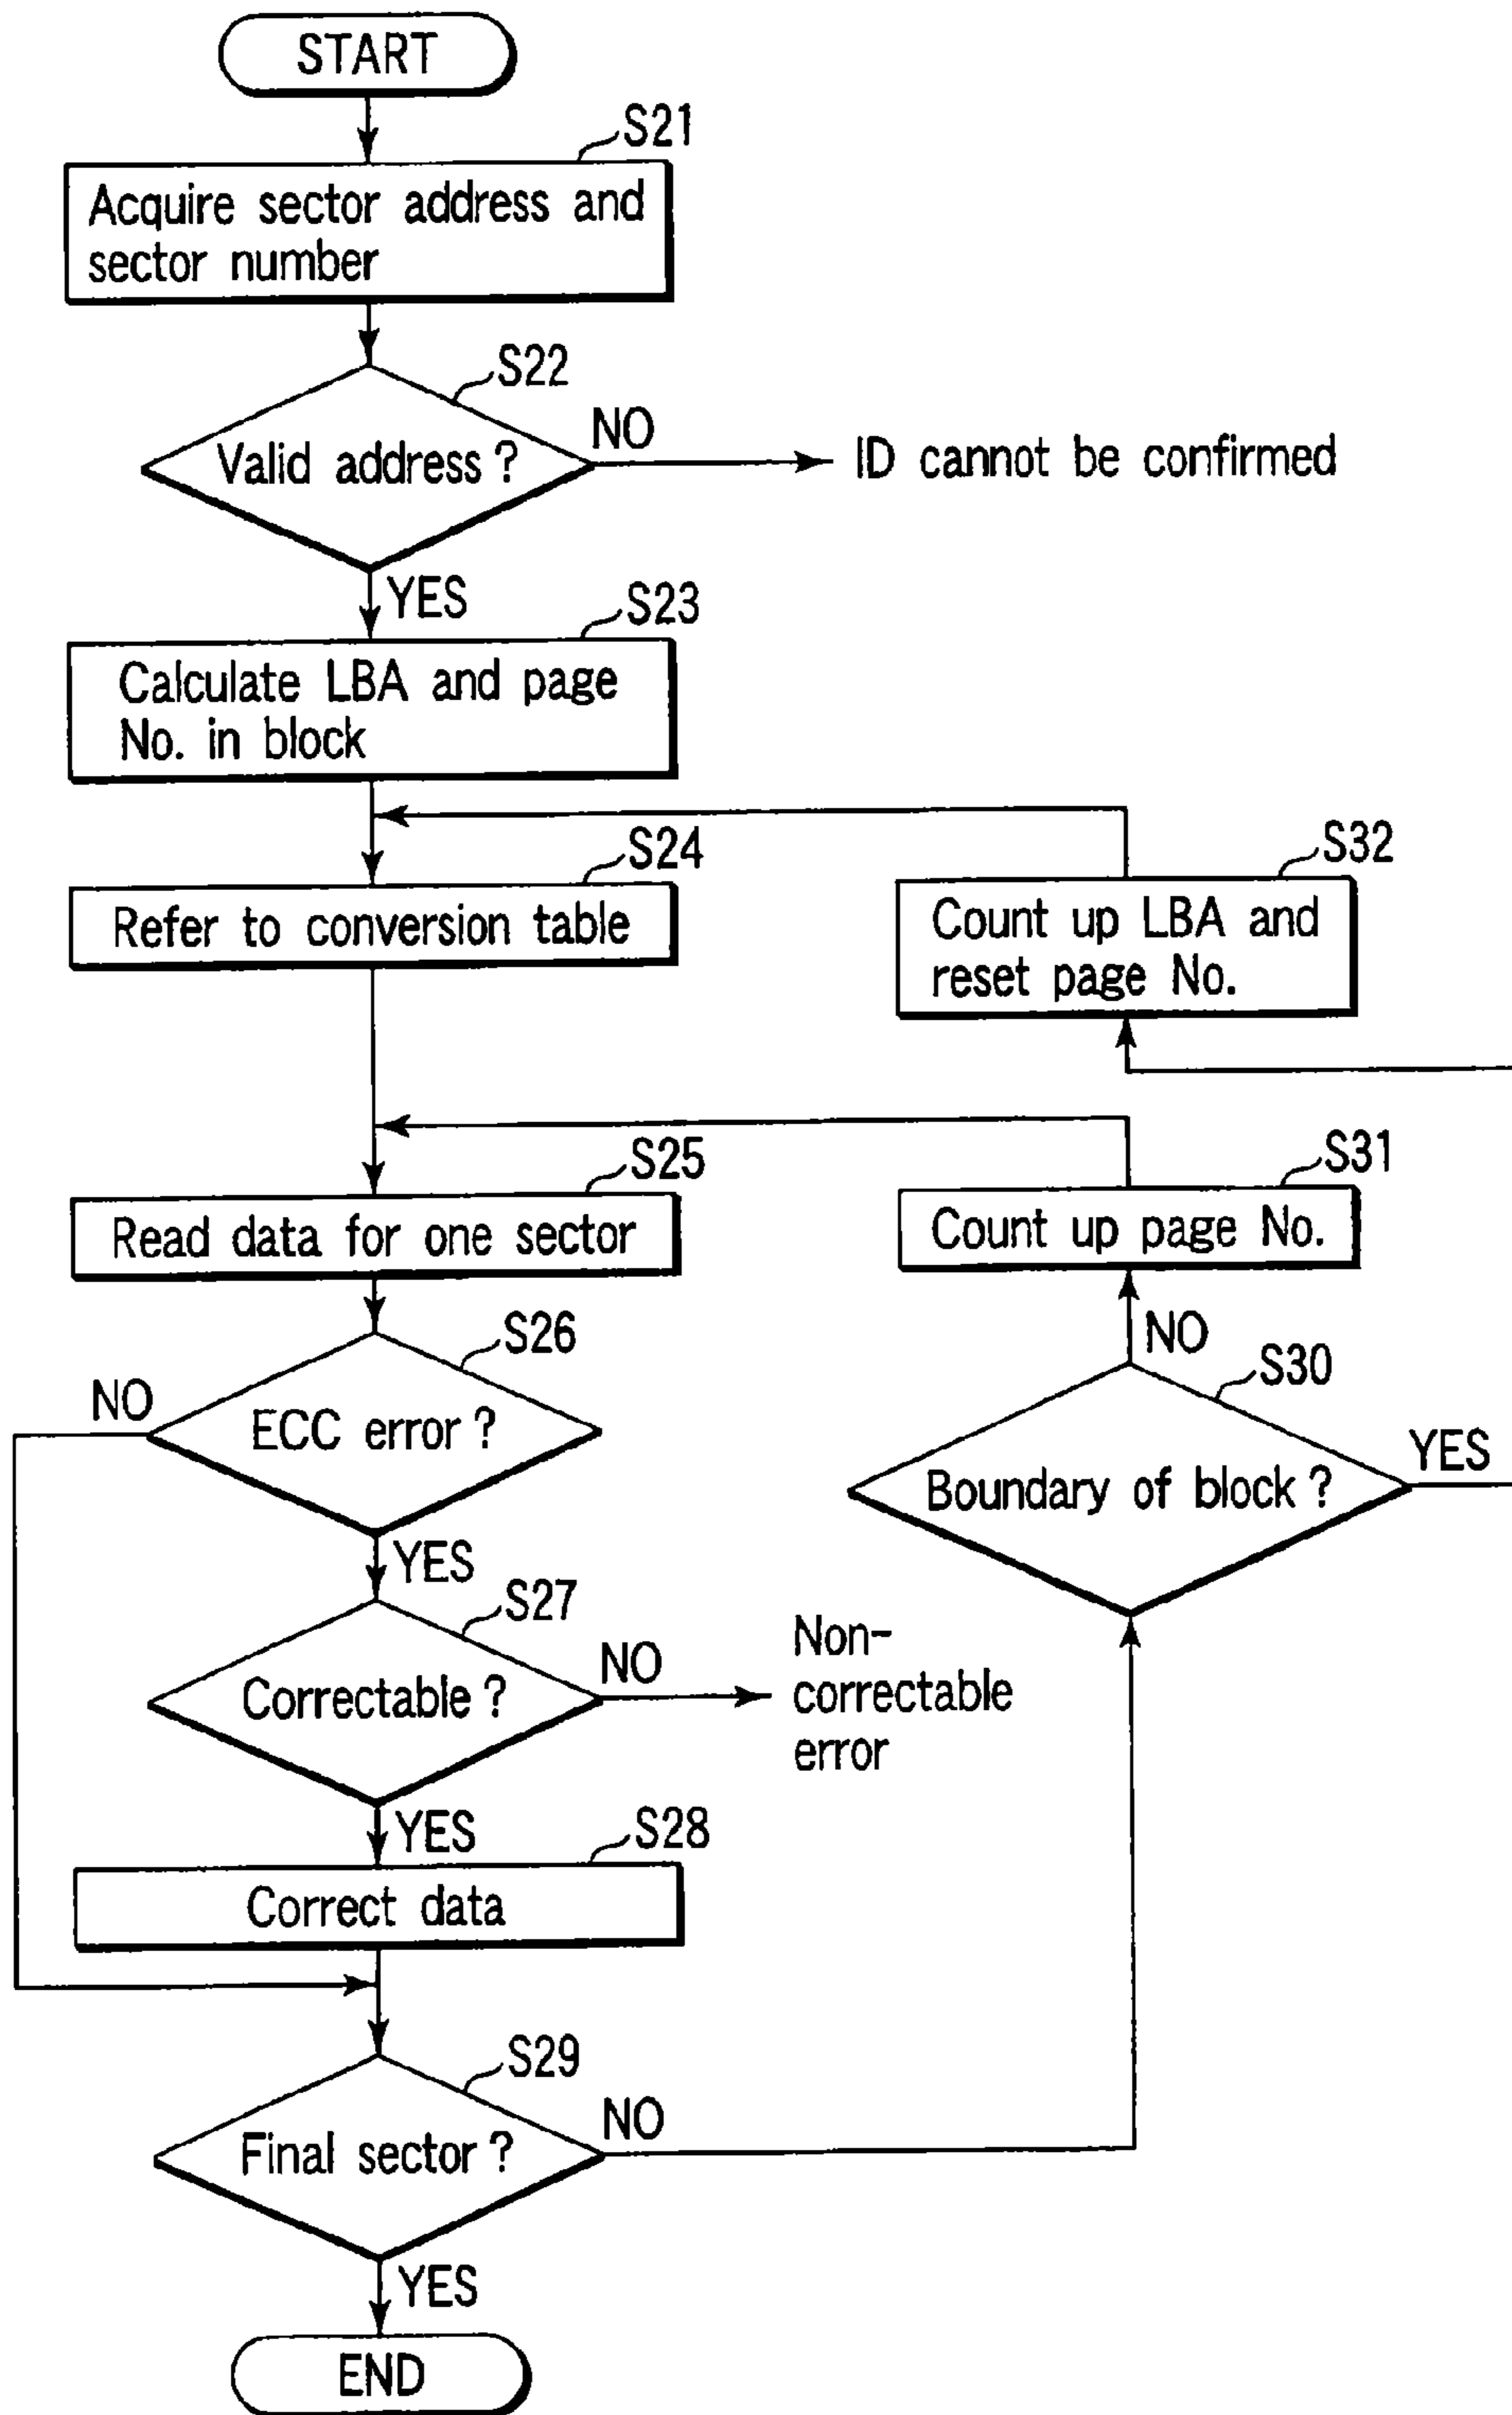 START
S21
Acquire sector address and
sector number
S22
Valid address ?
NO
ID cannot be confirmed
YES
S23
Calculate LBA and page
No. in block
S24
Refer to conversion table
S32
Count up LBA and
reset page No.
S25
Read data for one sector
S31
Count up page No.
NO
S26
ECC error ?
NO
S30
Boundary of block ?
YES
YES
S27
Correctable ?
NO
Non-
correctable
error
YES
S28
Correct data
S29
Final sector ?
NO
YES
END